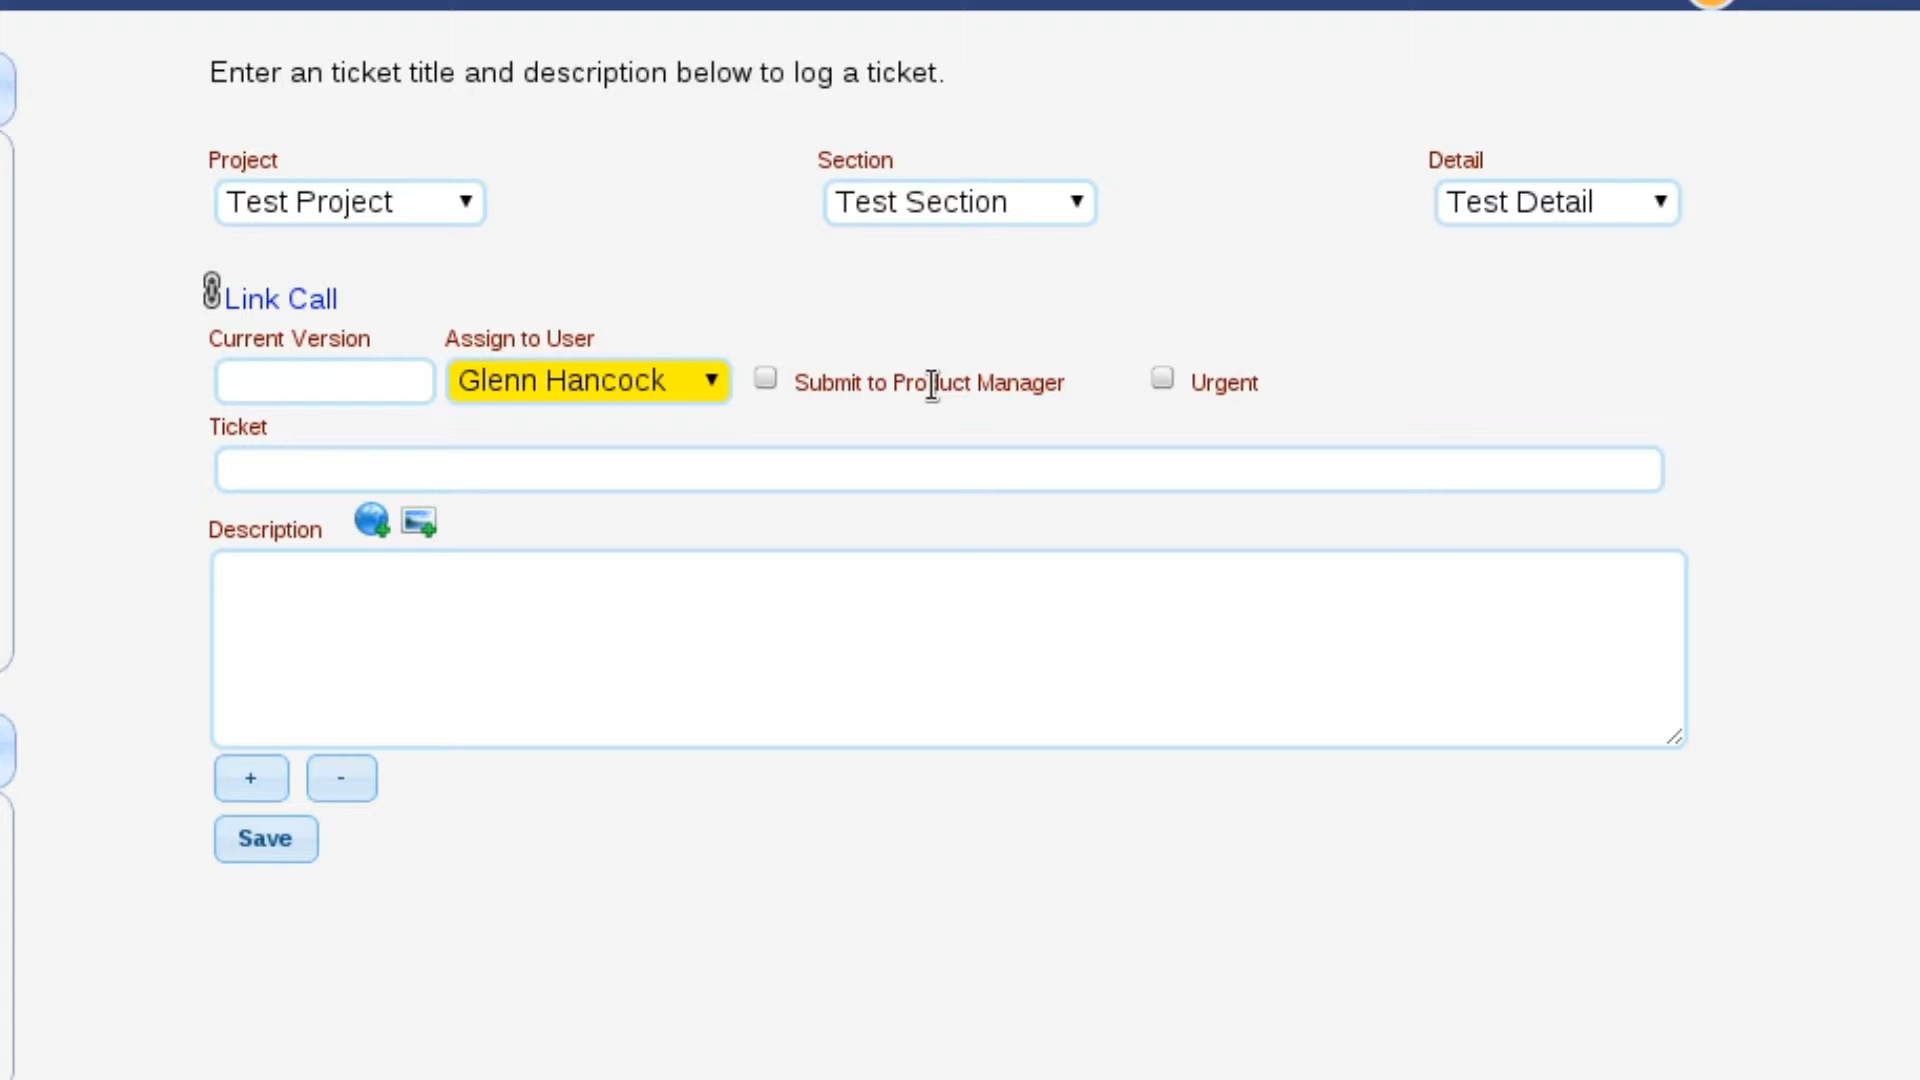 Enter an ticket title and description below to log a ticket.
Project Section Detail
Test Project Test Section Test Detail
Link Call
Current Version Assign to User
Glenn Hancock Submit to Product Manager Urgent
Ticket
Description
+ -
Save